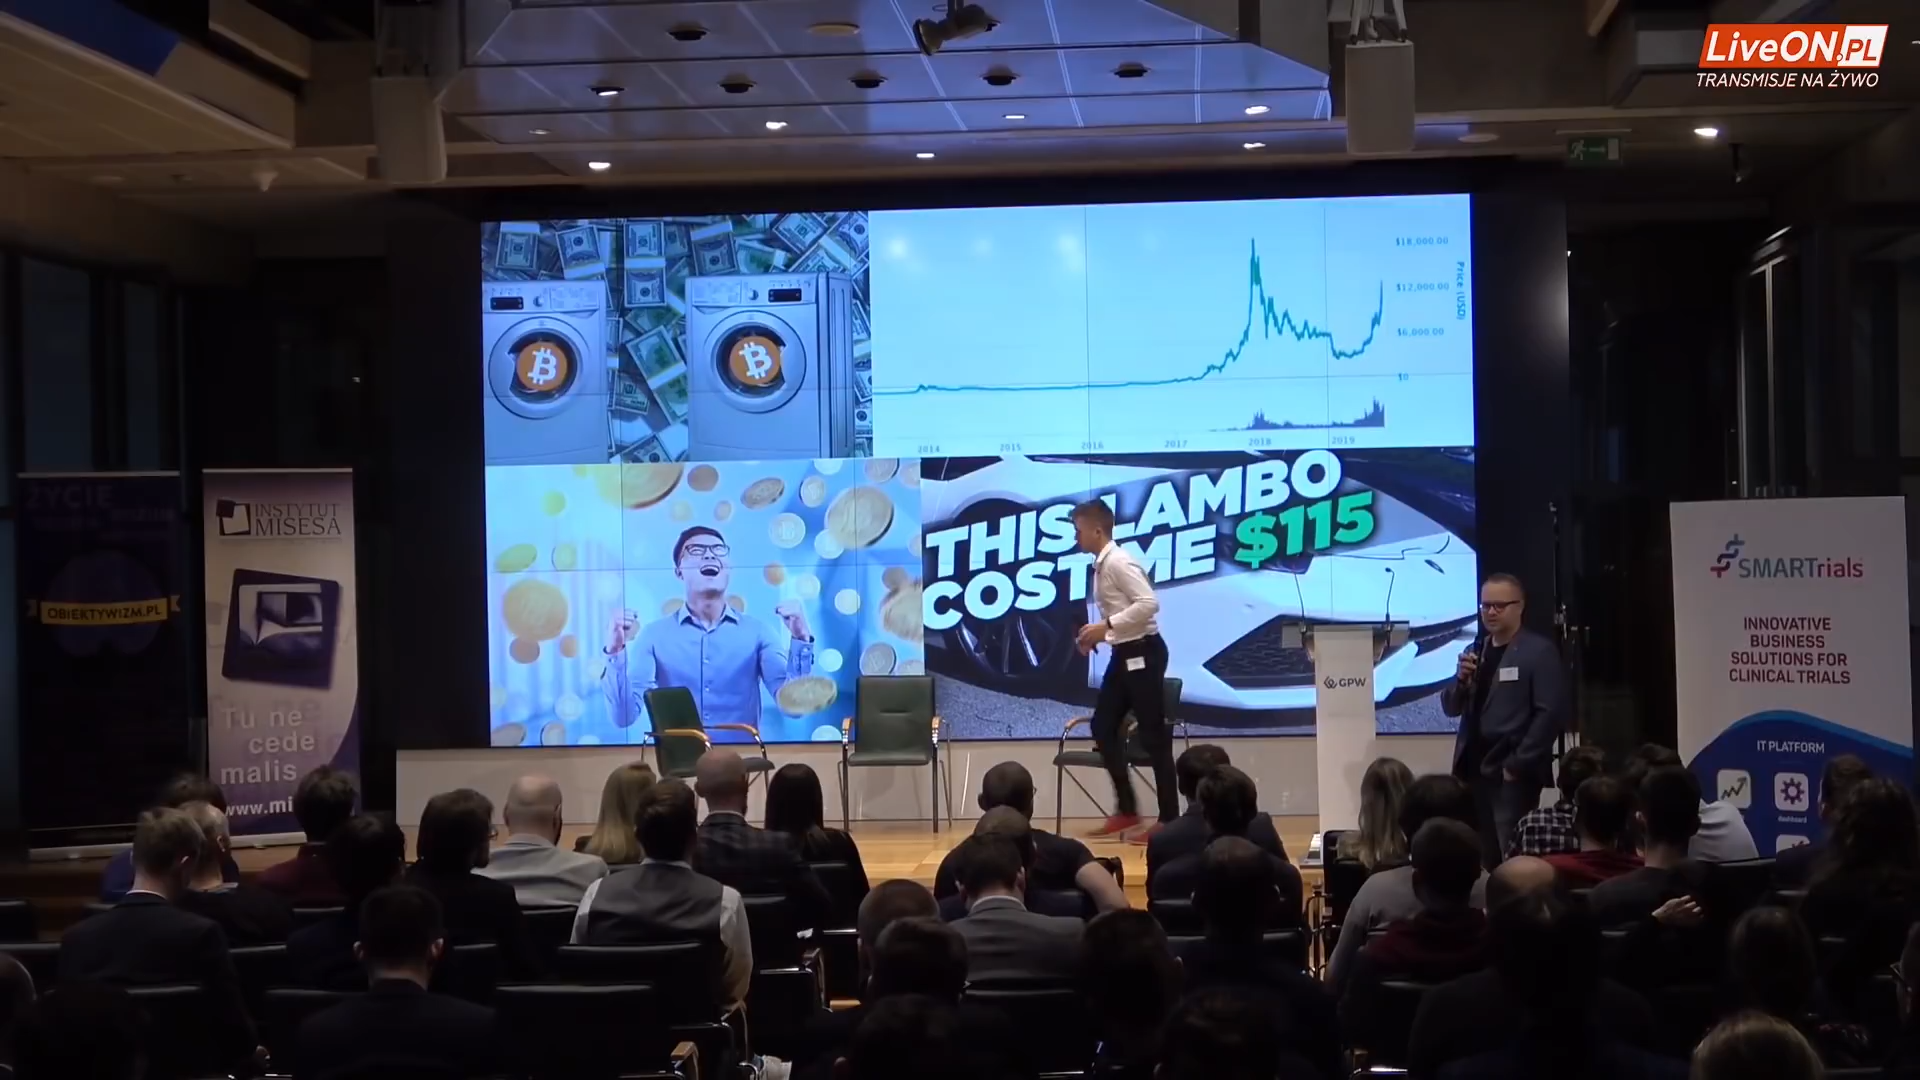 LiveON.PL
TRANSMISJE NA ŻYWO
$18,000.00
$12,000.00
$6,000.00
$0
Price (USD)
2014
2015
2016
2017
2018
2019
THIS LAMBO
COST ME $115
ŻYCIE
OBIEKTYWIZM.PL
INSTYTUT
MISESA
Tu ne
cede
malis
www.mi
GPW
SMARTrials
INNOVATIVE
BUSINESS
SOLUTIONS FOR
CLINICAL TRIALS
IT PLATFORM
dashboard